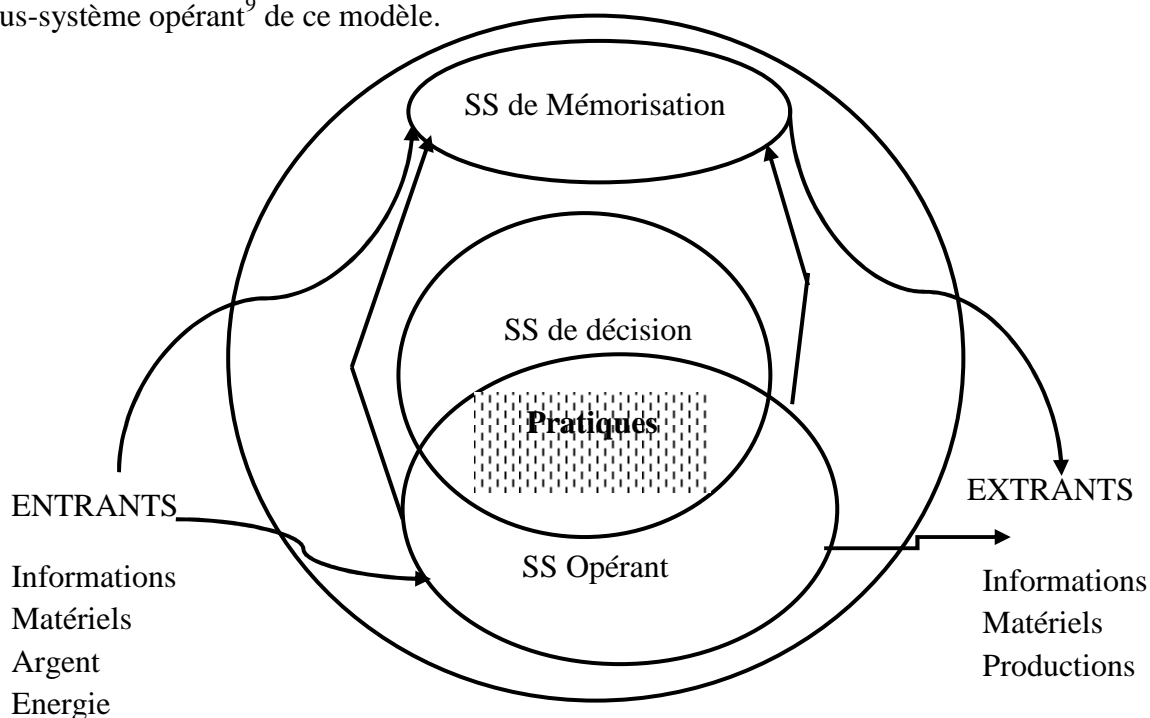 us-système opérant⁹ de ce modèle.
SS de Mémorisation
SS de décision
Pratiques
SS Opérant
ENTRANTS
Informations
Matériels
Argent
Energie
EXTRANTS
Informations
Matériels
Productions